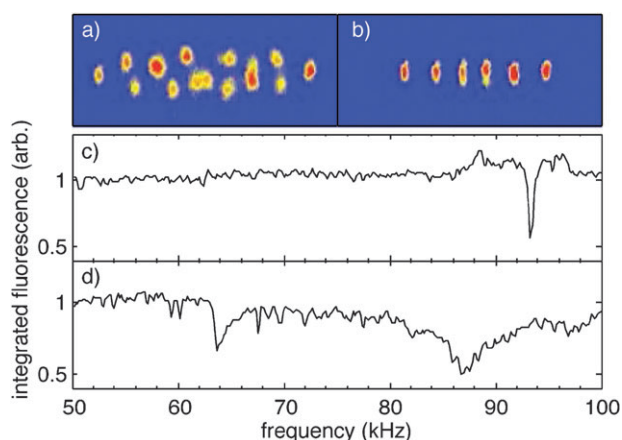 a)
b)
c)
1
0.5
d)
1
0.5
integrated fluorescence (arb.)
50
60
70
80
90
100
frequency (kHz)